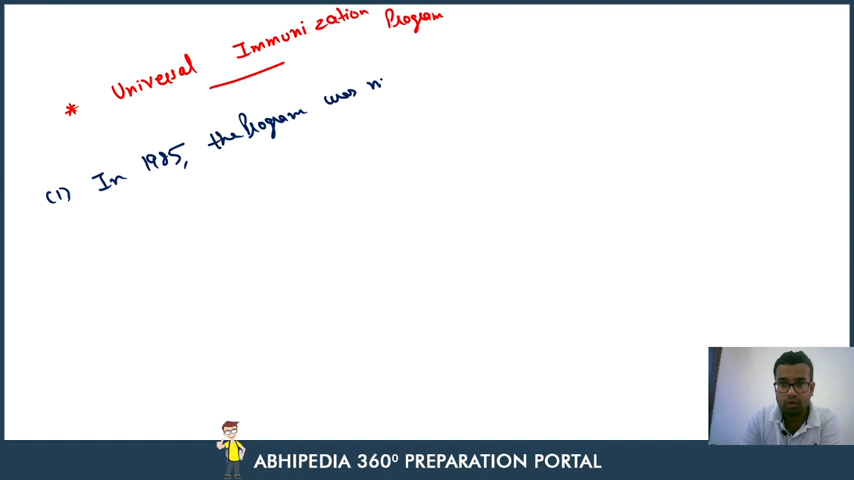 * Universal Immunization Program
(1) In 1985, the Program was
ABHIPEDIA 360° PREPARATION PORTAL